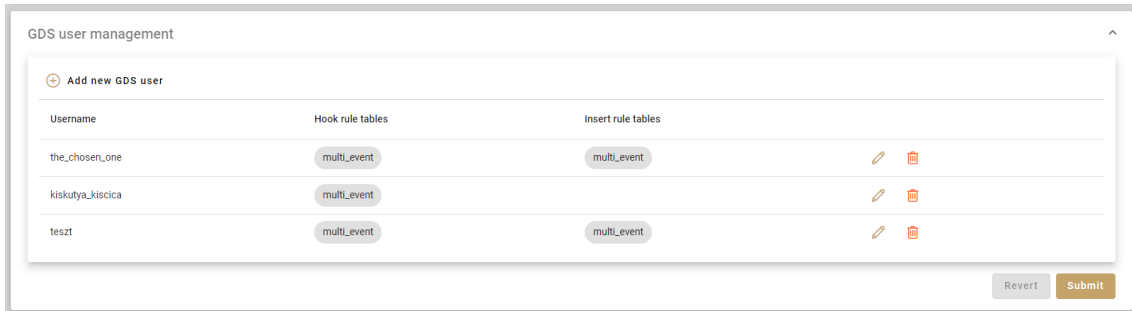 GDS user management
Add new GDS user
Username Hook rule tables Insert rule tables
the_chosen_one multi_event multi_event
kiskutya_kiscica multi_event
teszt multi_event multi_event
Revert Submit